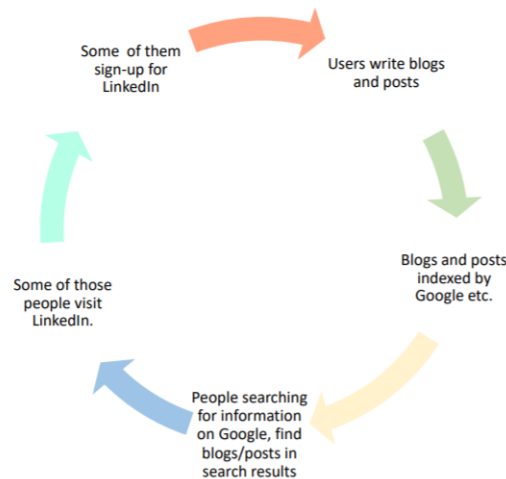 Some of them
sign-up for
LinkedIn
Users write blogs
and posts
Blogs and posts
indexed by
Google etc.
People searching
for information
on Google, find
blogs/posts in
search results
Some of those
people visit
LinkedIn.